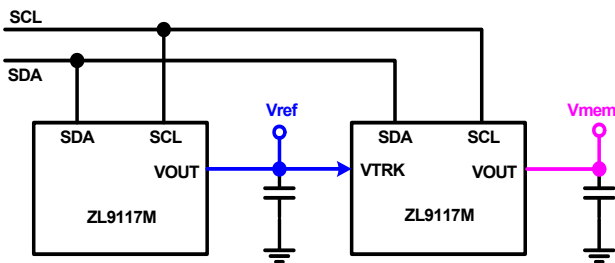 SCL
SDA
Vref
Vmem
SDA SCL
SDA SCL
VOUT
VTRK
VOUT
ZL9117M
ZL9117M